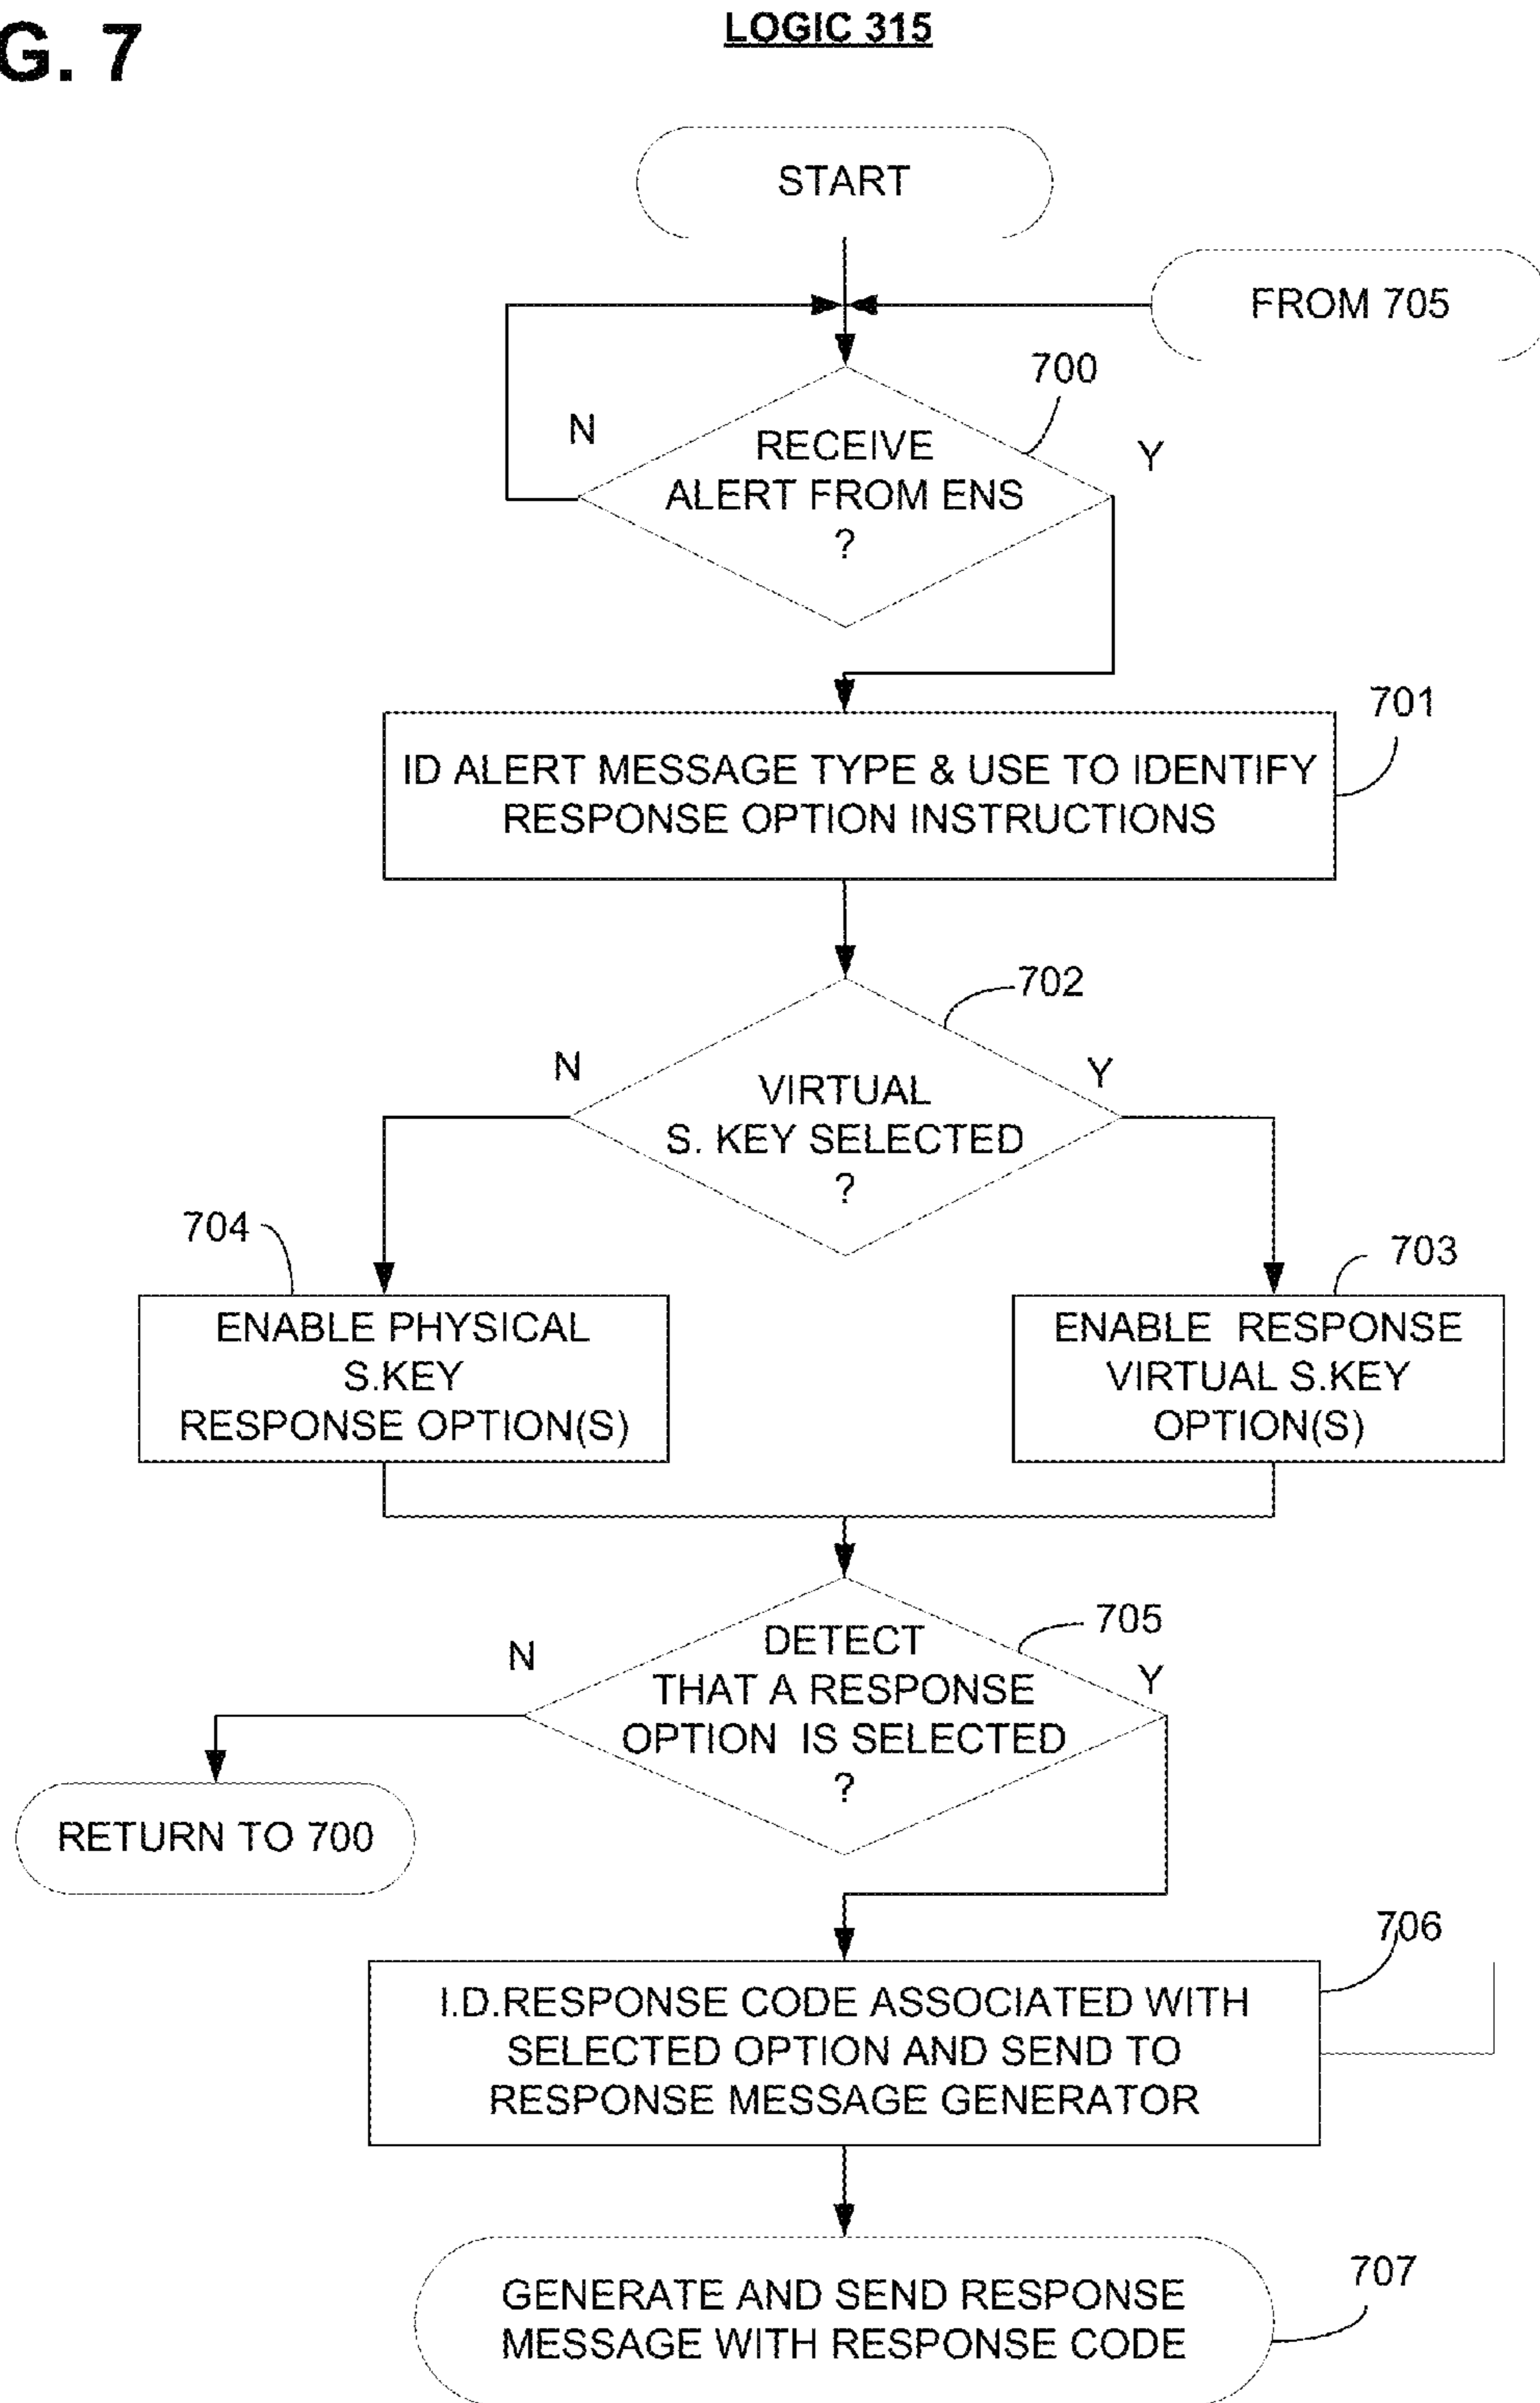 G. 7
LOGIC 315
START
FROM 705
700
N
Y
RECEIVE
ALERT FROM ENS
?
701
ID ALERT MESSAGE TYPE & USE TO IDENTIFY
RESPONSE OPTION INSTRUCTIONS
702
N
Y
VIRTUAL
S. KEY SELECTED
?
704
703
ENABLE PHYSICAL
S.KEY
RESPONSE OPTION(S)
ENABLE RESPONSE
VIRTUAL S.KEY
OPTION(S)
705
N
Y
DETECT
THAT A RESPONSE
OPTION IS SELECTED
?
RETURN TO 700
706
I.D.RESPONSE CODE ASSOCIATED WITH
SELECTED OPTION AND SEND TO
RESPONSE MESSAGE GENERATOR
707
GENERATE AND SEND RESPONSE
MESSAGE WITH RESPONSE CODE